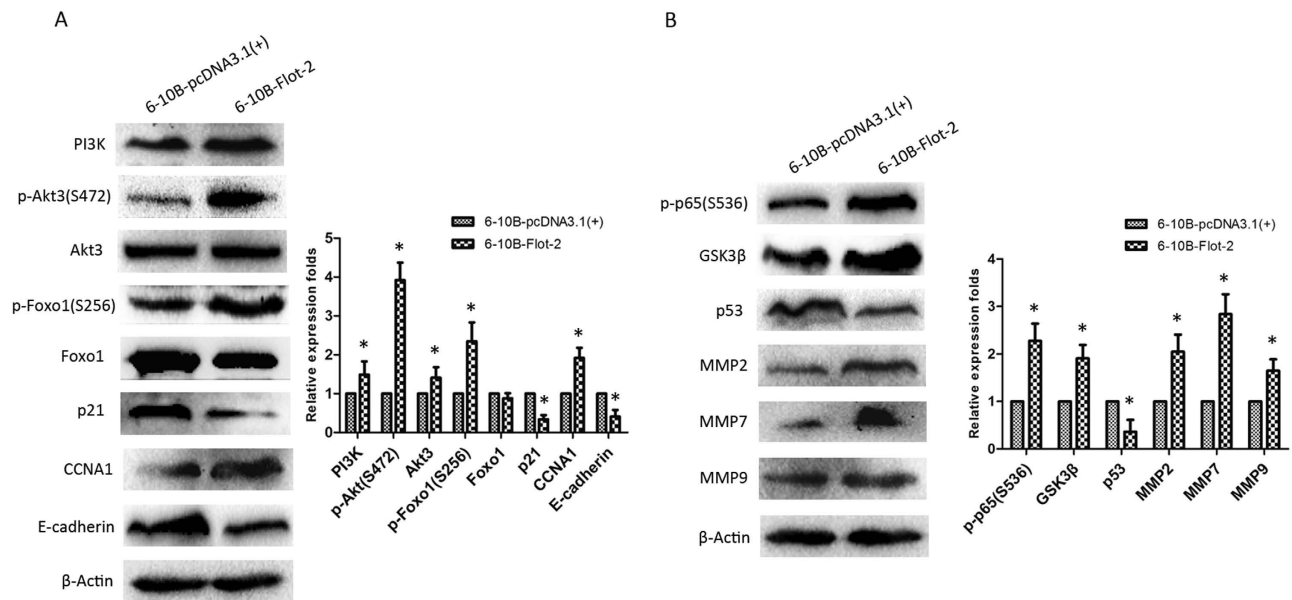 A
6-10B-pcDNA3.1(+)
6-10B-Flot-2
PI3K
p-Akt3(S472)
Akt3
p-Foxo1(S256)
Foxo1
p21
CCNA1
E-cadherin
β-Actin
6-10B-pcDNA3.1(+)
6-10B-Flot-2
Relative expression folds
5
4
3
2
1
0
* * * * * * *
PI3K
p-Akt(S472)
Akt3
p-Foxo1(S256)
Foxo1
p21
CCNA1
E-cadherin
B
6-10B-pcDNA3.1(+)
6-10B-Flot-2
p-p65(S536)
GSK3β
p53
MMP2
MMP7
MMP9
β-Actin
6-10B-pcDNA3.1(+)
6-10B-Flot-2
Relative expression folds
4
3
2
1
0
* * * * * *
p-p65(S536)
GSK3β
p53
MMP2
MMP7
MMP9